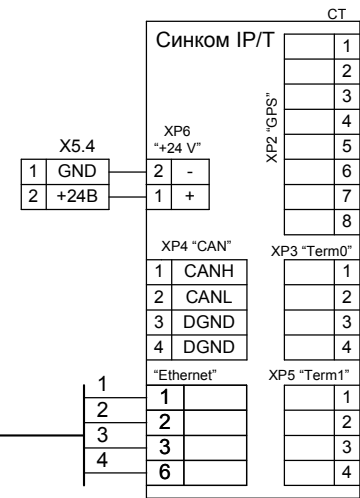 СТ
Синком IP/T
XP2 "GPS"
1
2
3
4
5
6
7
8
X5.4
1 GND
2 +24В
XP6
"+24 V"
2 -
1 +
XP4 "CAN"
1 CANH
2 CANL
3 DGND
4 DGND
XP3 "Term0"
1
2
3
4
"Ethernet"
1 1
2 2
3 3
4 6
XP5 "Term1"
1
2
3
4